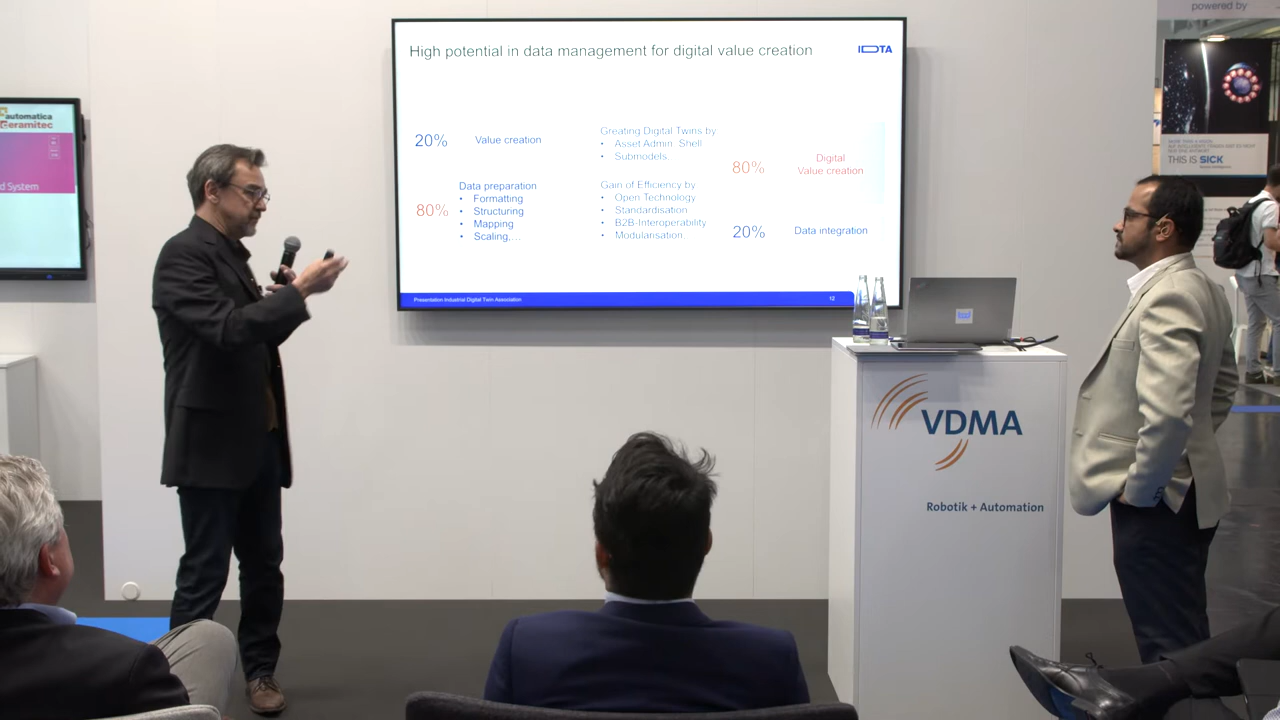 powered by
High potential in data management for digital value creation
IDTA
automatica
ceramitec
d System
20%
Value creation
80%
Data preparation
• Formatting
• Structuring
• Mapping
• Scaling,...
Greating Digital Twins by:
• Asset Admin. Shell
• Submodels.
Gain of Efficiency by
• Open Technology
• Standardisation
• B2B-Interoperability
• Modularisation..
80%
Digital
Value creation
20%
Data integration
Presentation Industrial Digital Twin Association
12
THIS IS SICK
VDMA
Robotik + Automation